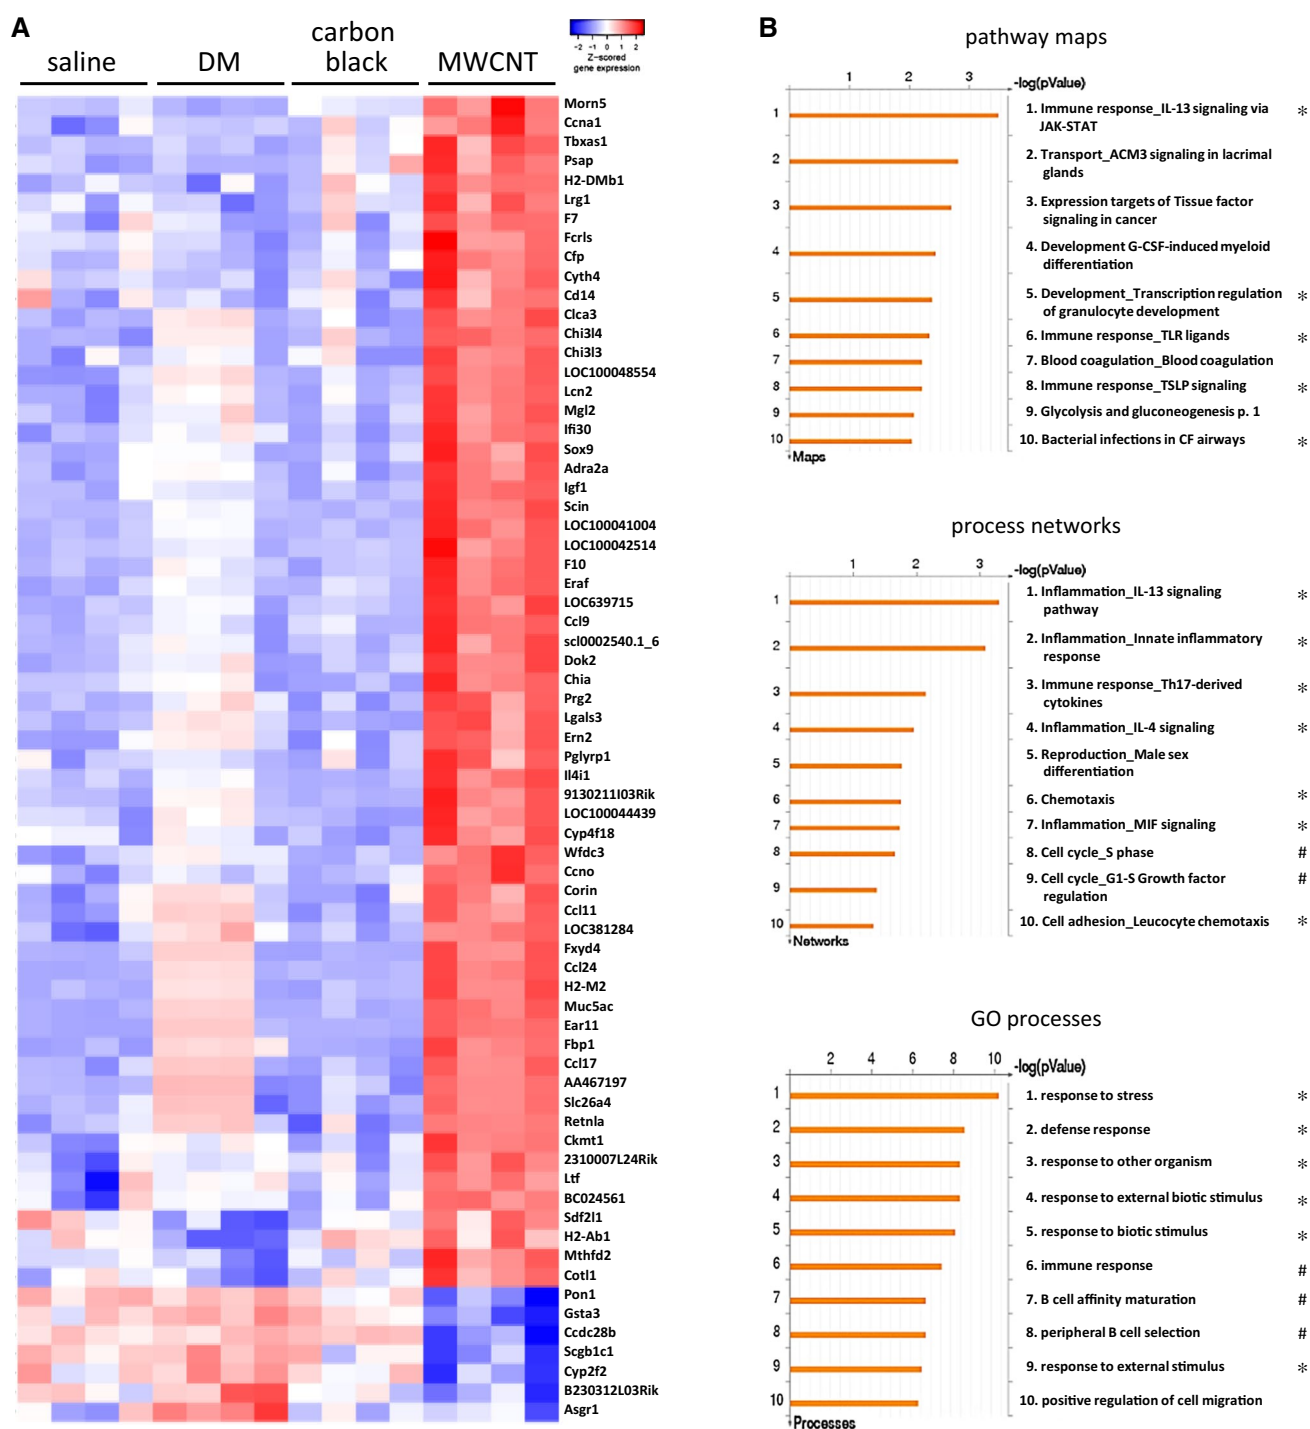 A
saline
DM
carbon
black
MWCNT
-2 -1 0 1 2
Z-scored
gene expression
Morn5
Ccna1
Tbxas1
Psap
H2-DMb1
Lrg1
F7
Fcrls
Cfp
Cyth4
Cd14
Clca3
Chi3l4
Chi3l3
LOC100048554
Lcn2
Mgl2
Ifi30
Sox9
Adra2a
Igf1
Scin
LOC100041004
LOC100042514
F10
Eraf
LOC639715
Ccl9
scl0002540.1_6
Dok2
Chia
Prg2
Lgals3
Ern2
Pglyrp1
Il4i1
9130211I03Rik
LOC100044439
Cyp4f18
Wfdc3
Ccno
Corin
Ccl11
LOC381284
Fxyd4
Ccl24
H2-M2
Muc5ac
Ear11
Fbp1
Ccl17
AA467197
Slc26a4
Retnla
Ckmt1
2310007L24Rik
Ltf
BC024561
Sdf2l1
H2-Ab1
Mthfd2
Cotl1
Pon1
Gsta3
Ccdc28b
Scgb1c1
Cyp2f2
B230312L03Rik
Asgr1
B
pathway maps
1 2 3 -log(pValue)
1 1. Immune response_IL-13 signaling via *
JAK-STAT
2 2. Transport_ACM3 signaling in lacrimal
glands
3 3. Expression targets of Tissue factor
signaling in cancer
4 4. Development G-CSF-induced myeloid
differentiation
5 5. Development_Transcription regulation *
of granulocyte development
6 6. Immune response_TLR ligands *
7 7. Blood coagulation_Blood coagulation
8 8. Immune response_TSLP signaling *
9 9. Glycolysis and gluconeogenesis p. 1
10 10. Bacterial infections in CF airways *
Maps
process networks
1 2 3 -log(pValue)
1 1. Inflammation_IL-13 signaling *
pathway
2 2. Inflammation_Innate inflammatory *
response
3 3. Immune response_Th17-derived *
cytokines
4 4. Inflammation_IL-4 signaling *
5 5. Reproduction_Male sex
differentiation
6 6. Chemotaxis *
7 7. Inflammation_MIF signaling *
8 8. Cell cycle_S phase #
9 9. Cell cycle_G1-S Growth factor #
regulation
10 10. Cell adhesion_Leucocyte chemotaxis *
Networks
GO processes
2 4 6 8 10 -log(pValue)
1 1. response to stress *
2 2. defense response *
3 3. response to other organism *
4 4. response to external biotic stimulus *
5 5. response to biotic stimulus *
6 6. immune response #
7 7. B cell affinity maturation #
8 8. peripheral B cell selection #
9 9. response to external stimulus *
10 10. positive regulation of cell migration
Processes